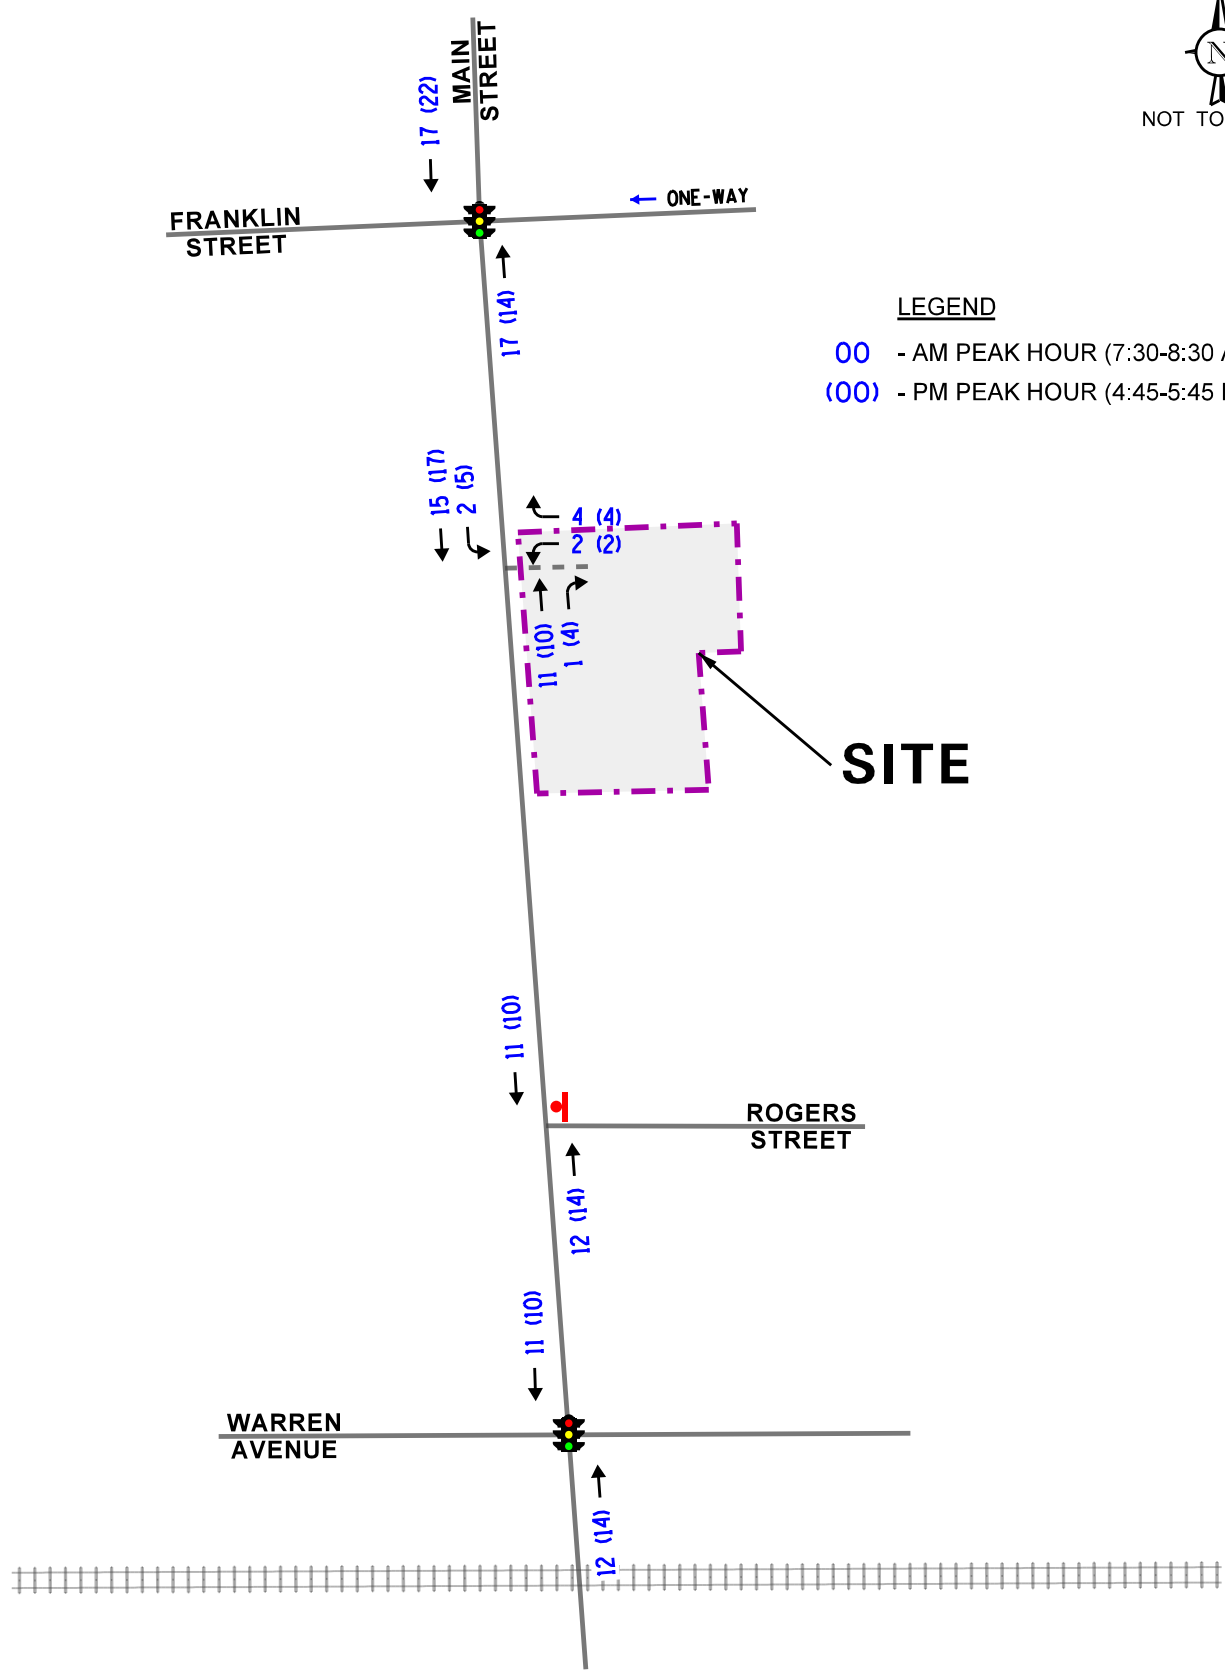 MAIN
STREET
N
NOT TO
17 (22)
FRANKLIN
STREET
ONE-WAY
17 (14)
LEGEND
00 - AM PEAK HOUR (7:30-8:30 A
(00) - PM PEAK HOUR (4:45-5:45
15 (17)
2 (5)
4 (4)
2 (2)
11 (10)
1 (4)
SITE
11 (10)
ROGERS
STREET
12 (14)
11 (10)
WARREN
AVENUE
12 (14)